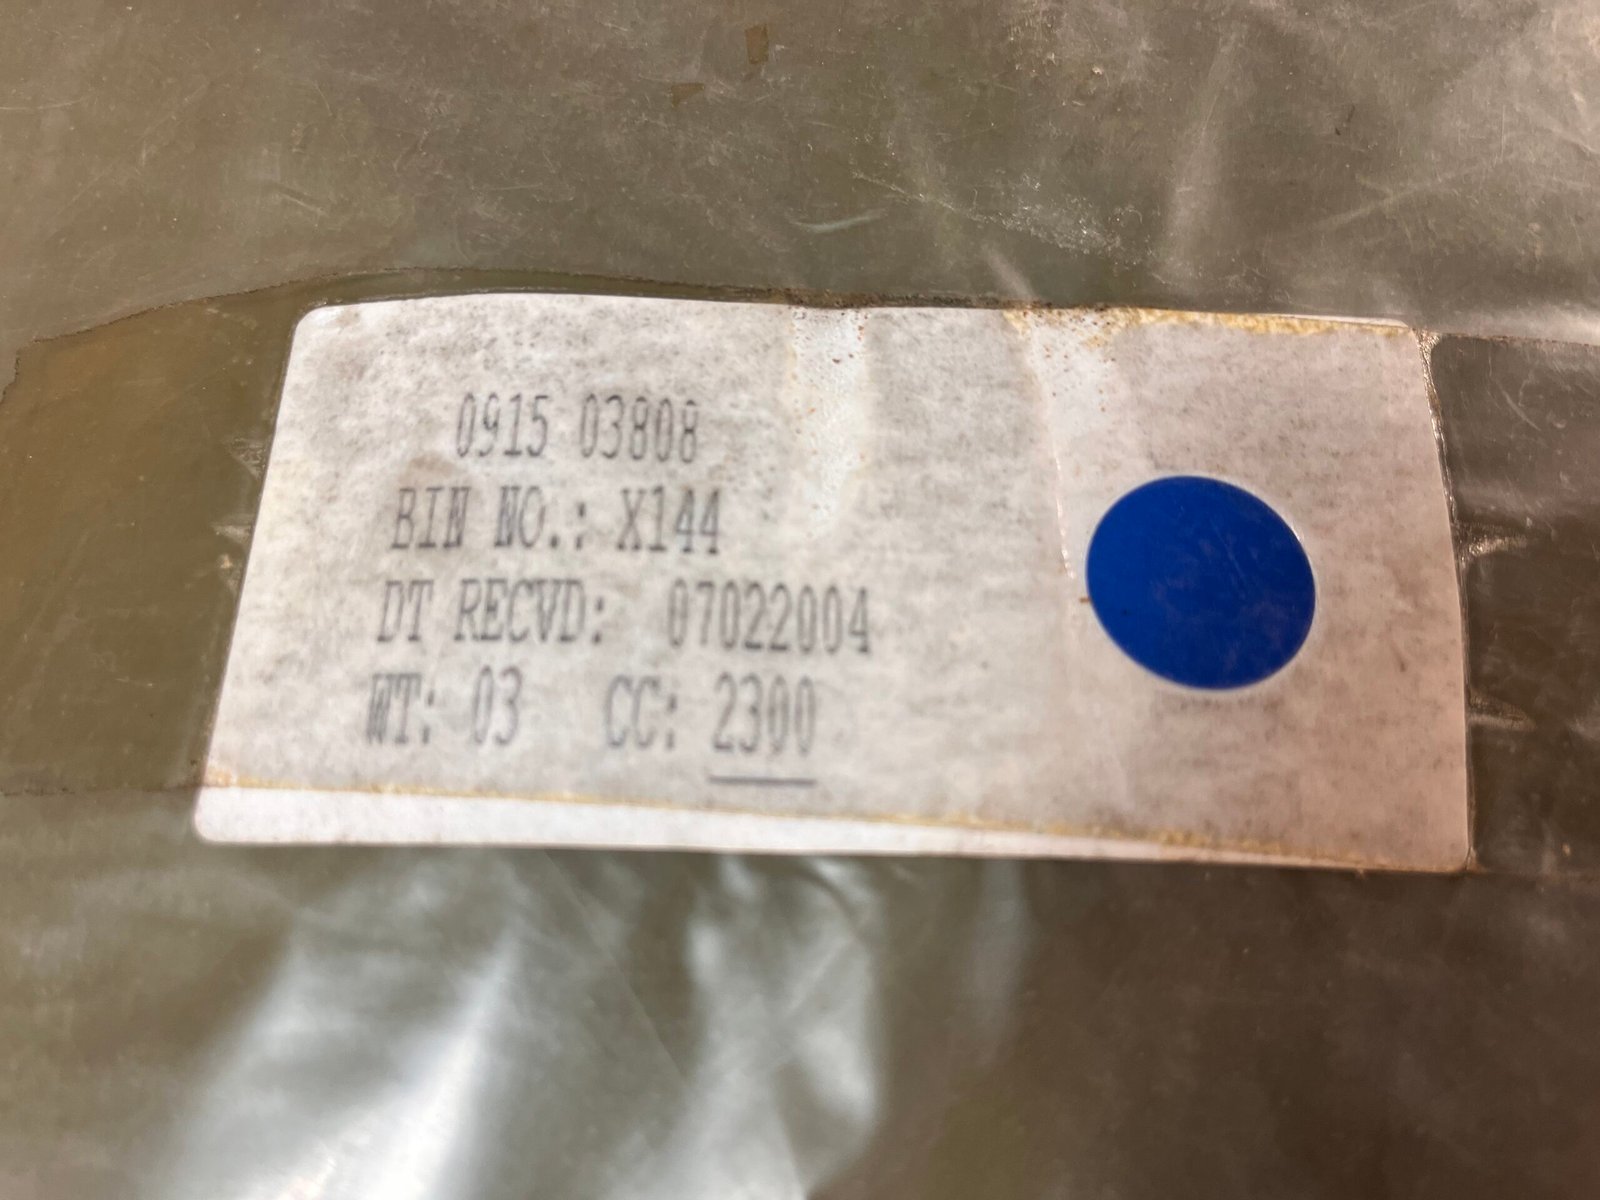 0915 03808
BIN NO.: X144
DT RECVD: 07022004
WT: 03 CC: 2300